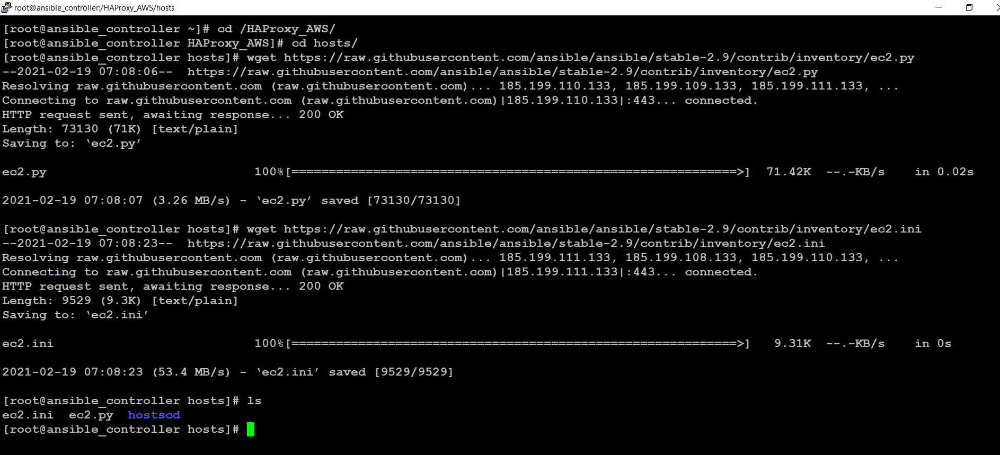 root@ansible_controller:/HAProxy_AWS/hosts
[root@ansible_controller ~]# cd /HAProxy_AWS/
[root@ansible_controller HAProxy_AWS]# cd hosts/
[root@ansible_controller hosts]# wget https://raw.githubusercontent.com/ansible/ansible/stable-2.9/contrib/inventory/ec2.py
--2021-02-19 07:08:06--  https://raw.githubusercontent.com/ansible/ansible/stable-2.9/contrib/inventory/ec2.py
Resolving raw.githubusercontent.com (raw.githubusercontent.com)... 185.199.110.133, 185.199.109.133, 185.199.111.133, ...
Connecting to raw.githubusercontent.com (raw.githubusercontent.com)|185.199.110.133|:443... connected.
HTTP request sent, awaiting response... 200 OK
Length: 73130 (71K) [text/plain]
Saving to: ‘ec2.py’
ec2.py                            100%[============================================================>]  71.42K  --.-KB/s    in 0.02s
2021-02-19 07:08:07 (3.26 MB/s) - ‘ec2.py’ saved [73130/73130]
[root@ansible_controller hosts]# wget https://raw.githubusercontent.com/ansible/ansible/stable-2.9/contrib/inventory/ec2.ini
--2021-02-19 07:08:23--  https://raw.githubusercontent.com/ansible/ansible/stable-2.9/contrib/inventory/ec2.ini
Resolving raw.githubusercontent.com (raw.githubusercontent.com)... 185.199.111.133, 185.199.108.133, 185.199.110.133, ...
Connecting to raw.githubusercontent.com (raw.githubusercontent.com)|185.199.111.133|:443... connected.
HTTP request sent, awaiting response... 200 OK
Length: 9529 (9.3K) [text/plain]
Saving to: ‘ec2.ini’
ec2.ini                           100%[============================================================>]   9.31K  --.-KB/s    in 0s
2021-02-19 07:08:23 (53.4 MB/s) - ‘ec2.ini’ saved [9529/9529]
[root@ansible_controller hosts]# ls
ec2.ini  ec2.py  hostscd
[root@ansible_controller hosts]#